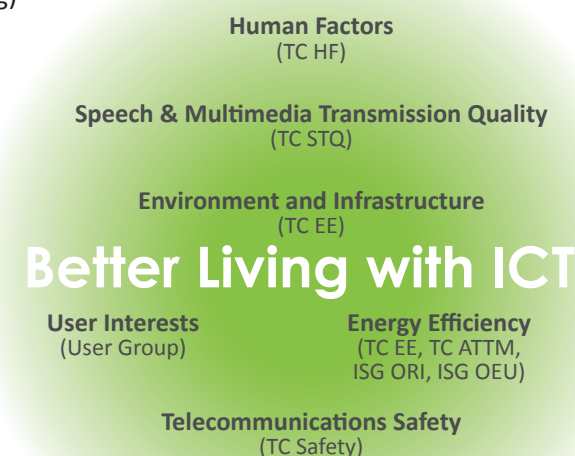 Human Factors
(TC HF)
Speech & Multimedia Transmission Quality
(TC STQ)
Environment and Infrastructure
(TC EE)
Better Living with ICT
User Interests
(User Group)
Energy Efficiency
(TC EE, TC ATTM,
ISG ORI, ISG OEU)
Telecommunications Safety
(TC Safety)